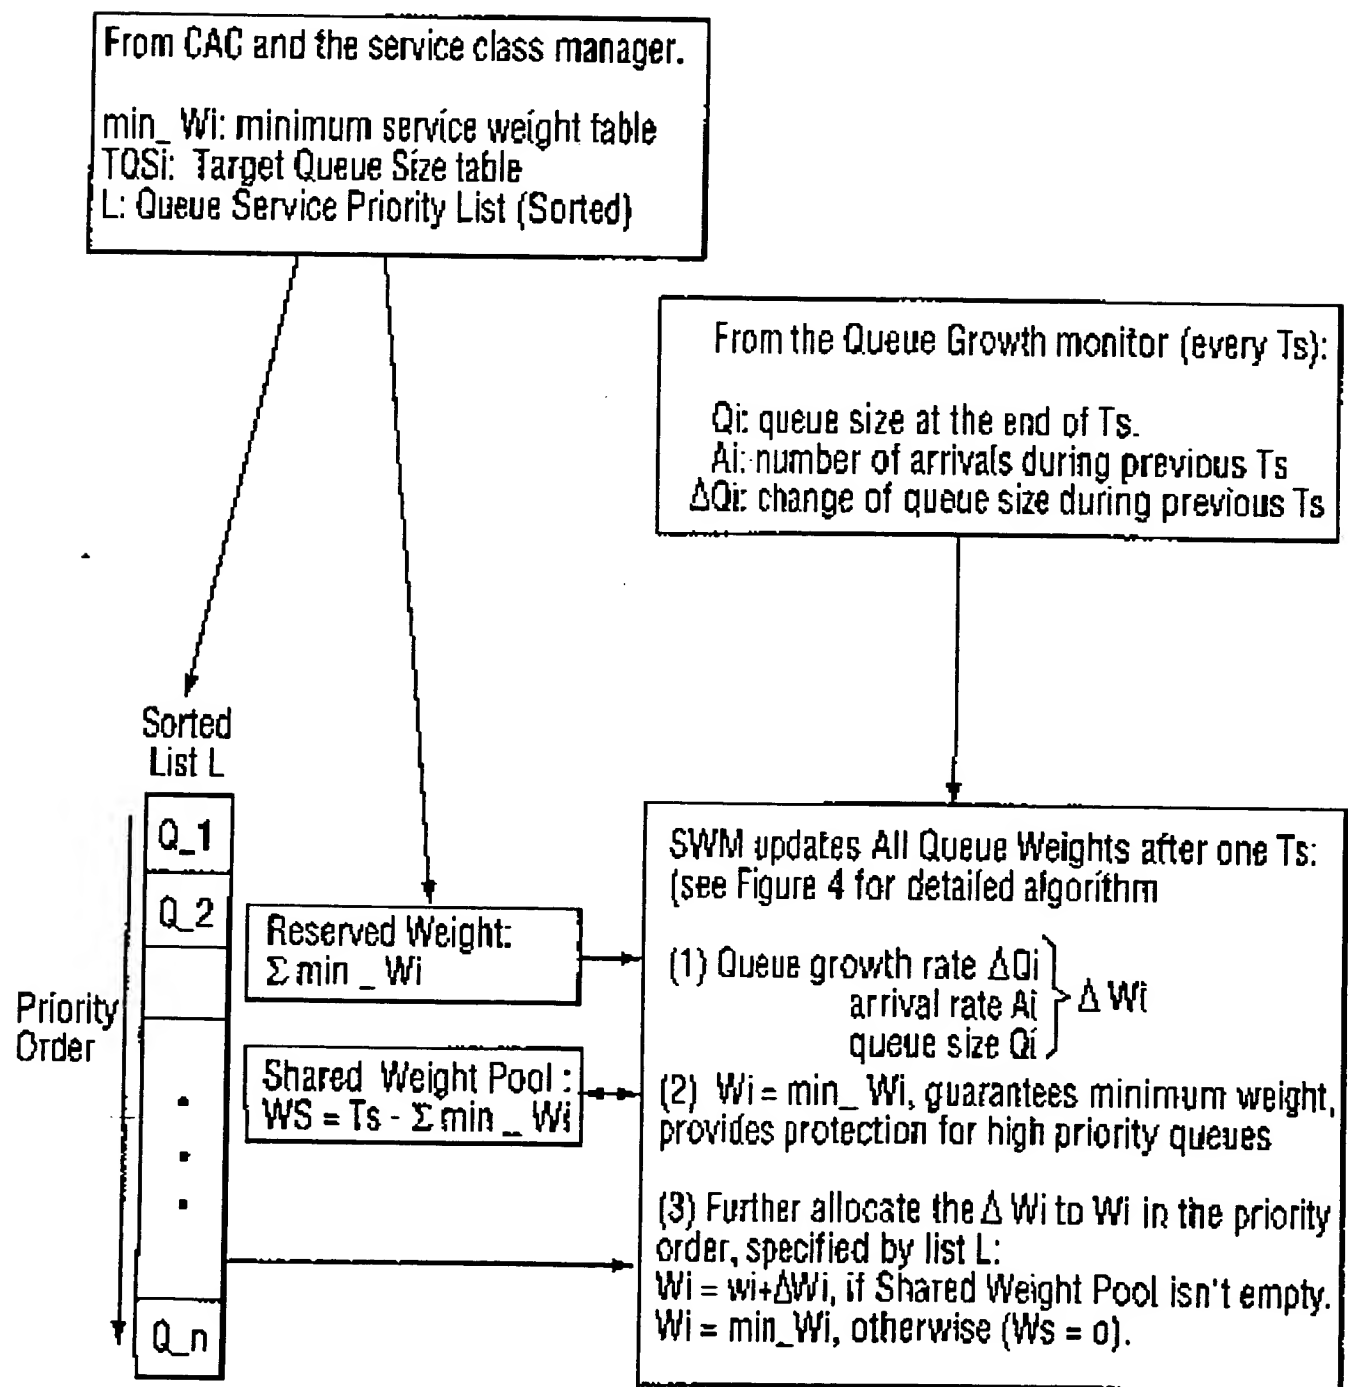 From CAC and the service class manager.
min_ Wi: minimum service weight table
TQSi: Target Queue Size table
L: Queue Service Priority List (Sorted)
From the Queue Growth monitor (every Ts):
Qi: queue size at the end of Ts.
Ai: number of arrivals during previous Ts
ΔQi: change of queue size during previous Ts
Sorted
List L
Q_1
Q_2
Priority
Order
Q_n
Reserved Weight:
Σ min _ Wi
Shared Weight Pool :
WS = Ts - Σ min _ Wi
SWM updates All Queue Weights after one Ts:
(see Figure 4 for detailed algorithm
(1) Queue growth rate ΔQi
arrival rate Ai
queue size Qi
Δ Wi
(2) Wi = min_ Wi, guarantees minimum weight,
provides protection for high priority queues
(3) Further allocate the Δ Wi to Wi in the priority
order, specified by list L:
Wi = wi+ΔWi, if Shared Weight Pool isn't empty.
Wi = min_Wi, otherwise (Ws = o).